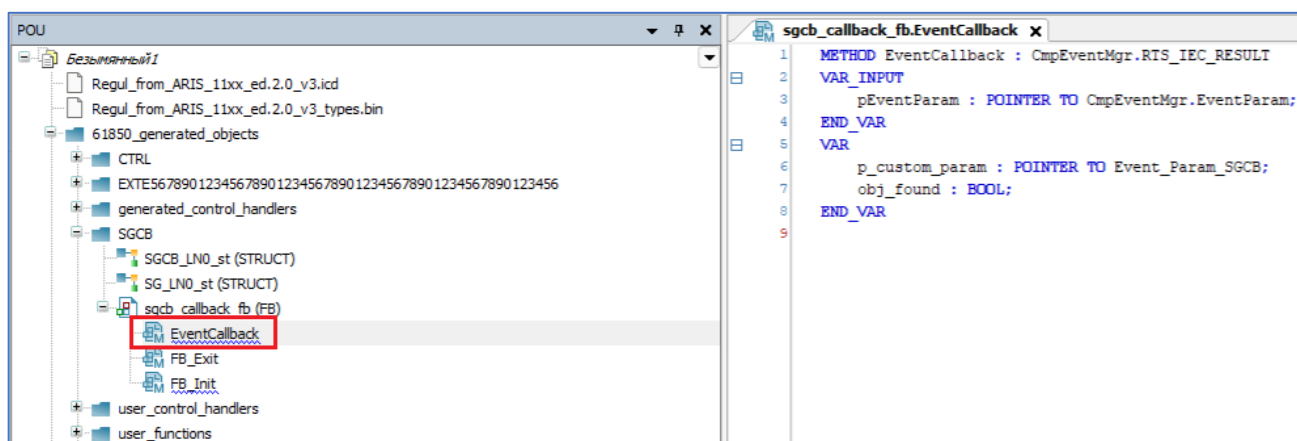 POU
Безымянный1
Regul_from_ARIS_11xx_ed.2.0_v3.icd
Regul_from_ARIS_11xx_ed.2.0_v3_types.bin
61850_generated_objects
CTRL
EXTE56789012345678901234567890123456789012345678901234567890123456
generated_control_handlers
SGCB
SGCB_LN0_st (STRUCT)
SG_LN0_st (STRUCT)
sgcb_callback_fb (FB)
EventCallback
FB_Exit
FB_Init
user_control_handlers
user_functions
sgcb_callback_fb.EventCallback
1 METHOD EventCallback : CmpEventMgr.RTS_IEC_RESULT
2 VAR_INPUT
3 pEventParam : POINTER TO CmpEventMgr.EventParam;
4 END_VAR
5 VAR
6 p_custom_param : POINTER TO Event_Param_SGCB;
7 obj_found : BOOL;
8 END_VAR
9